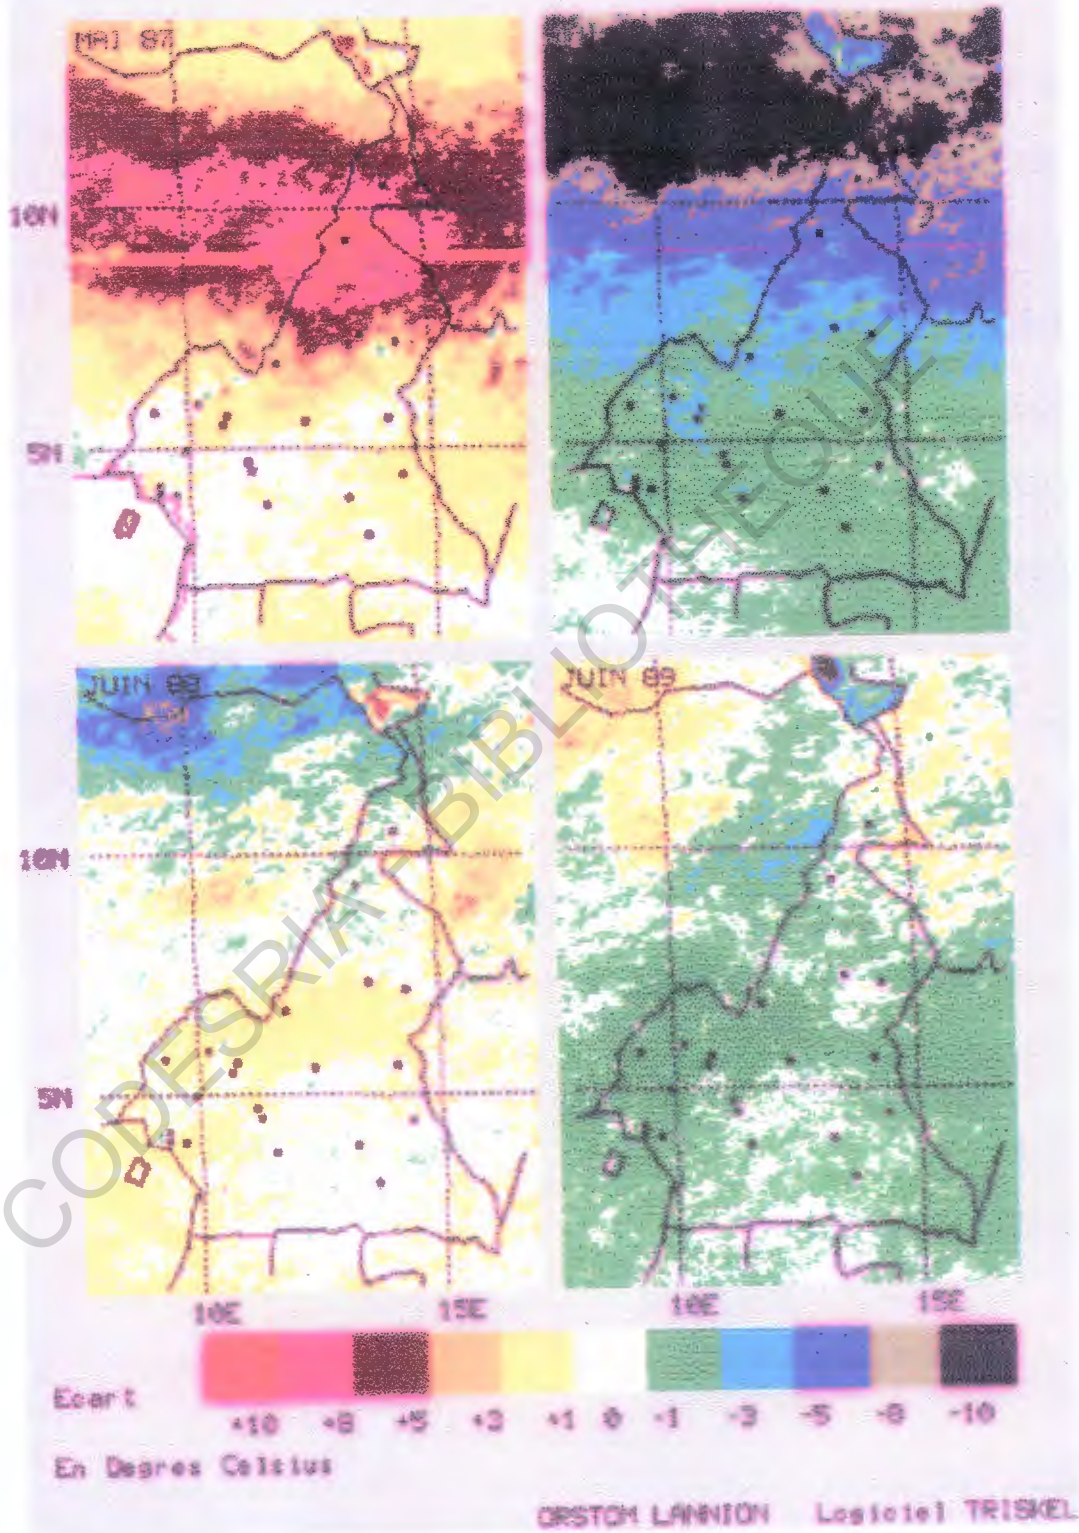 MAI 87
10N
5N
JUIN
JUIN 89
10N
5N
10E 15E 10E 15E
Ecart
+10 +8 +5 +3 +1 0 -1 -3 -5 -8 -10
En Degres Celsius
ORSTOM LANNION Logiciel TRISKEL
CODESRIA - BIBLIOTHEQUE